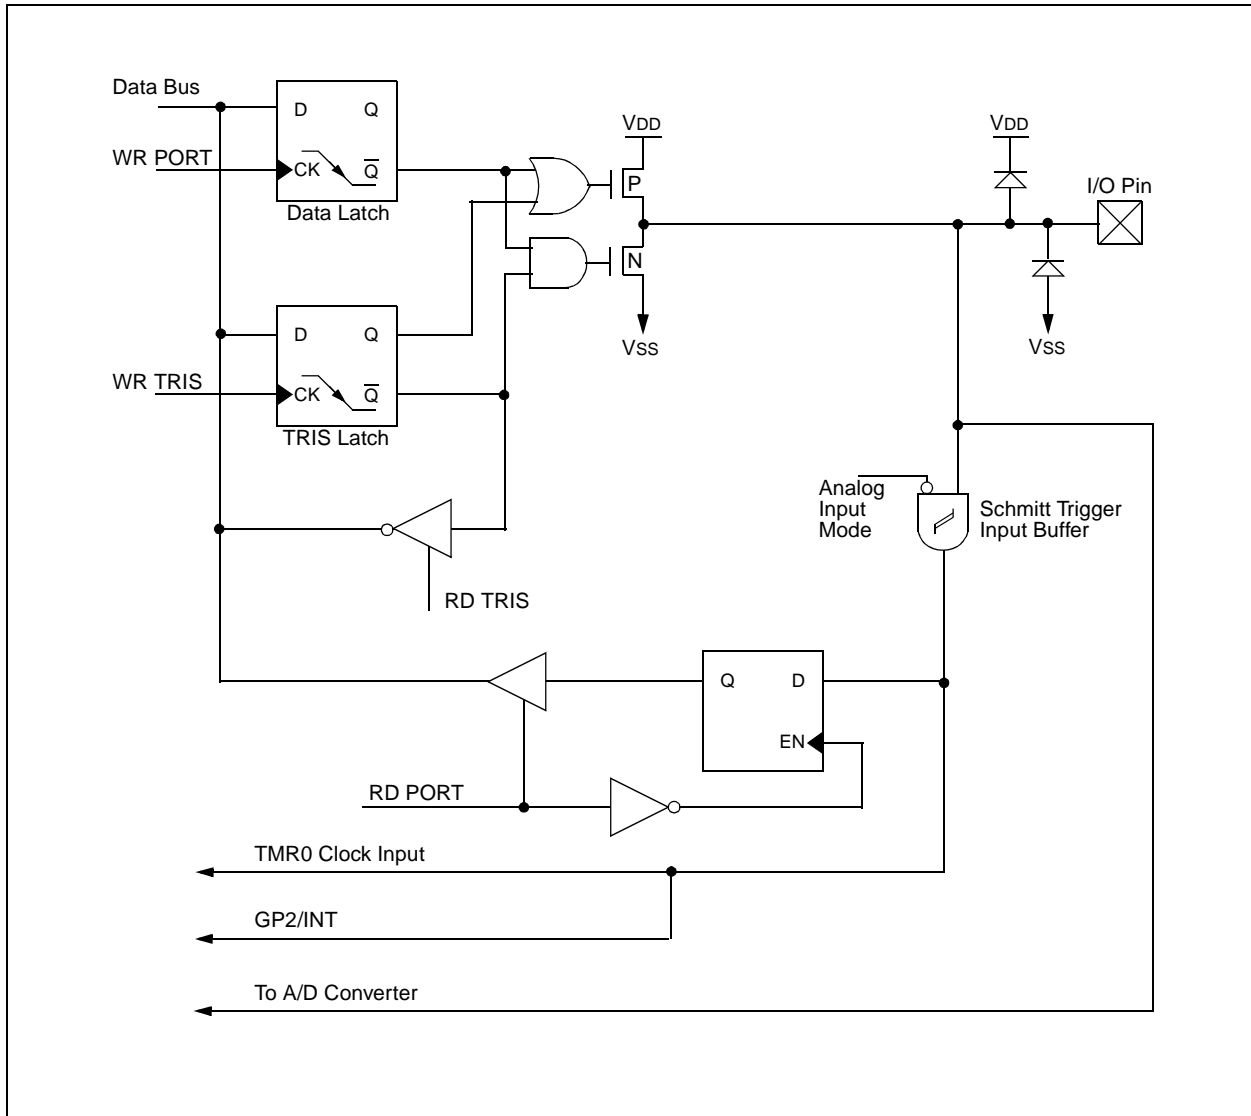 Data Bus
D Q
WR PORT
CK Q̅
Data Latch
VDD
P
N
VSS
VDD
I/O Pin
VSS
D Q
WR TRIS
CK Q̅
TRIS Latch
Analog
Input
Mode
Schmitt Trigger
Input Buffer
RD TRIS
Q D
EN
RD PORT
TMR0 Clock Input
GP2/INT
To A/D Converter